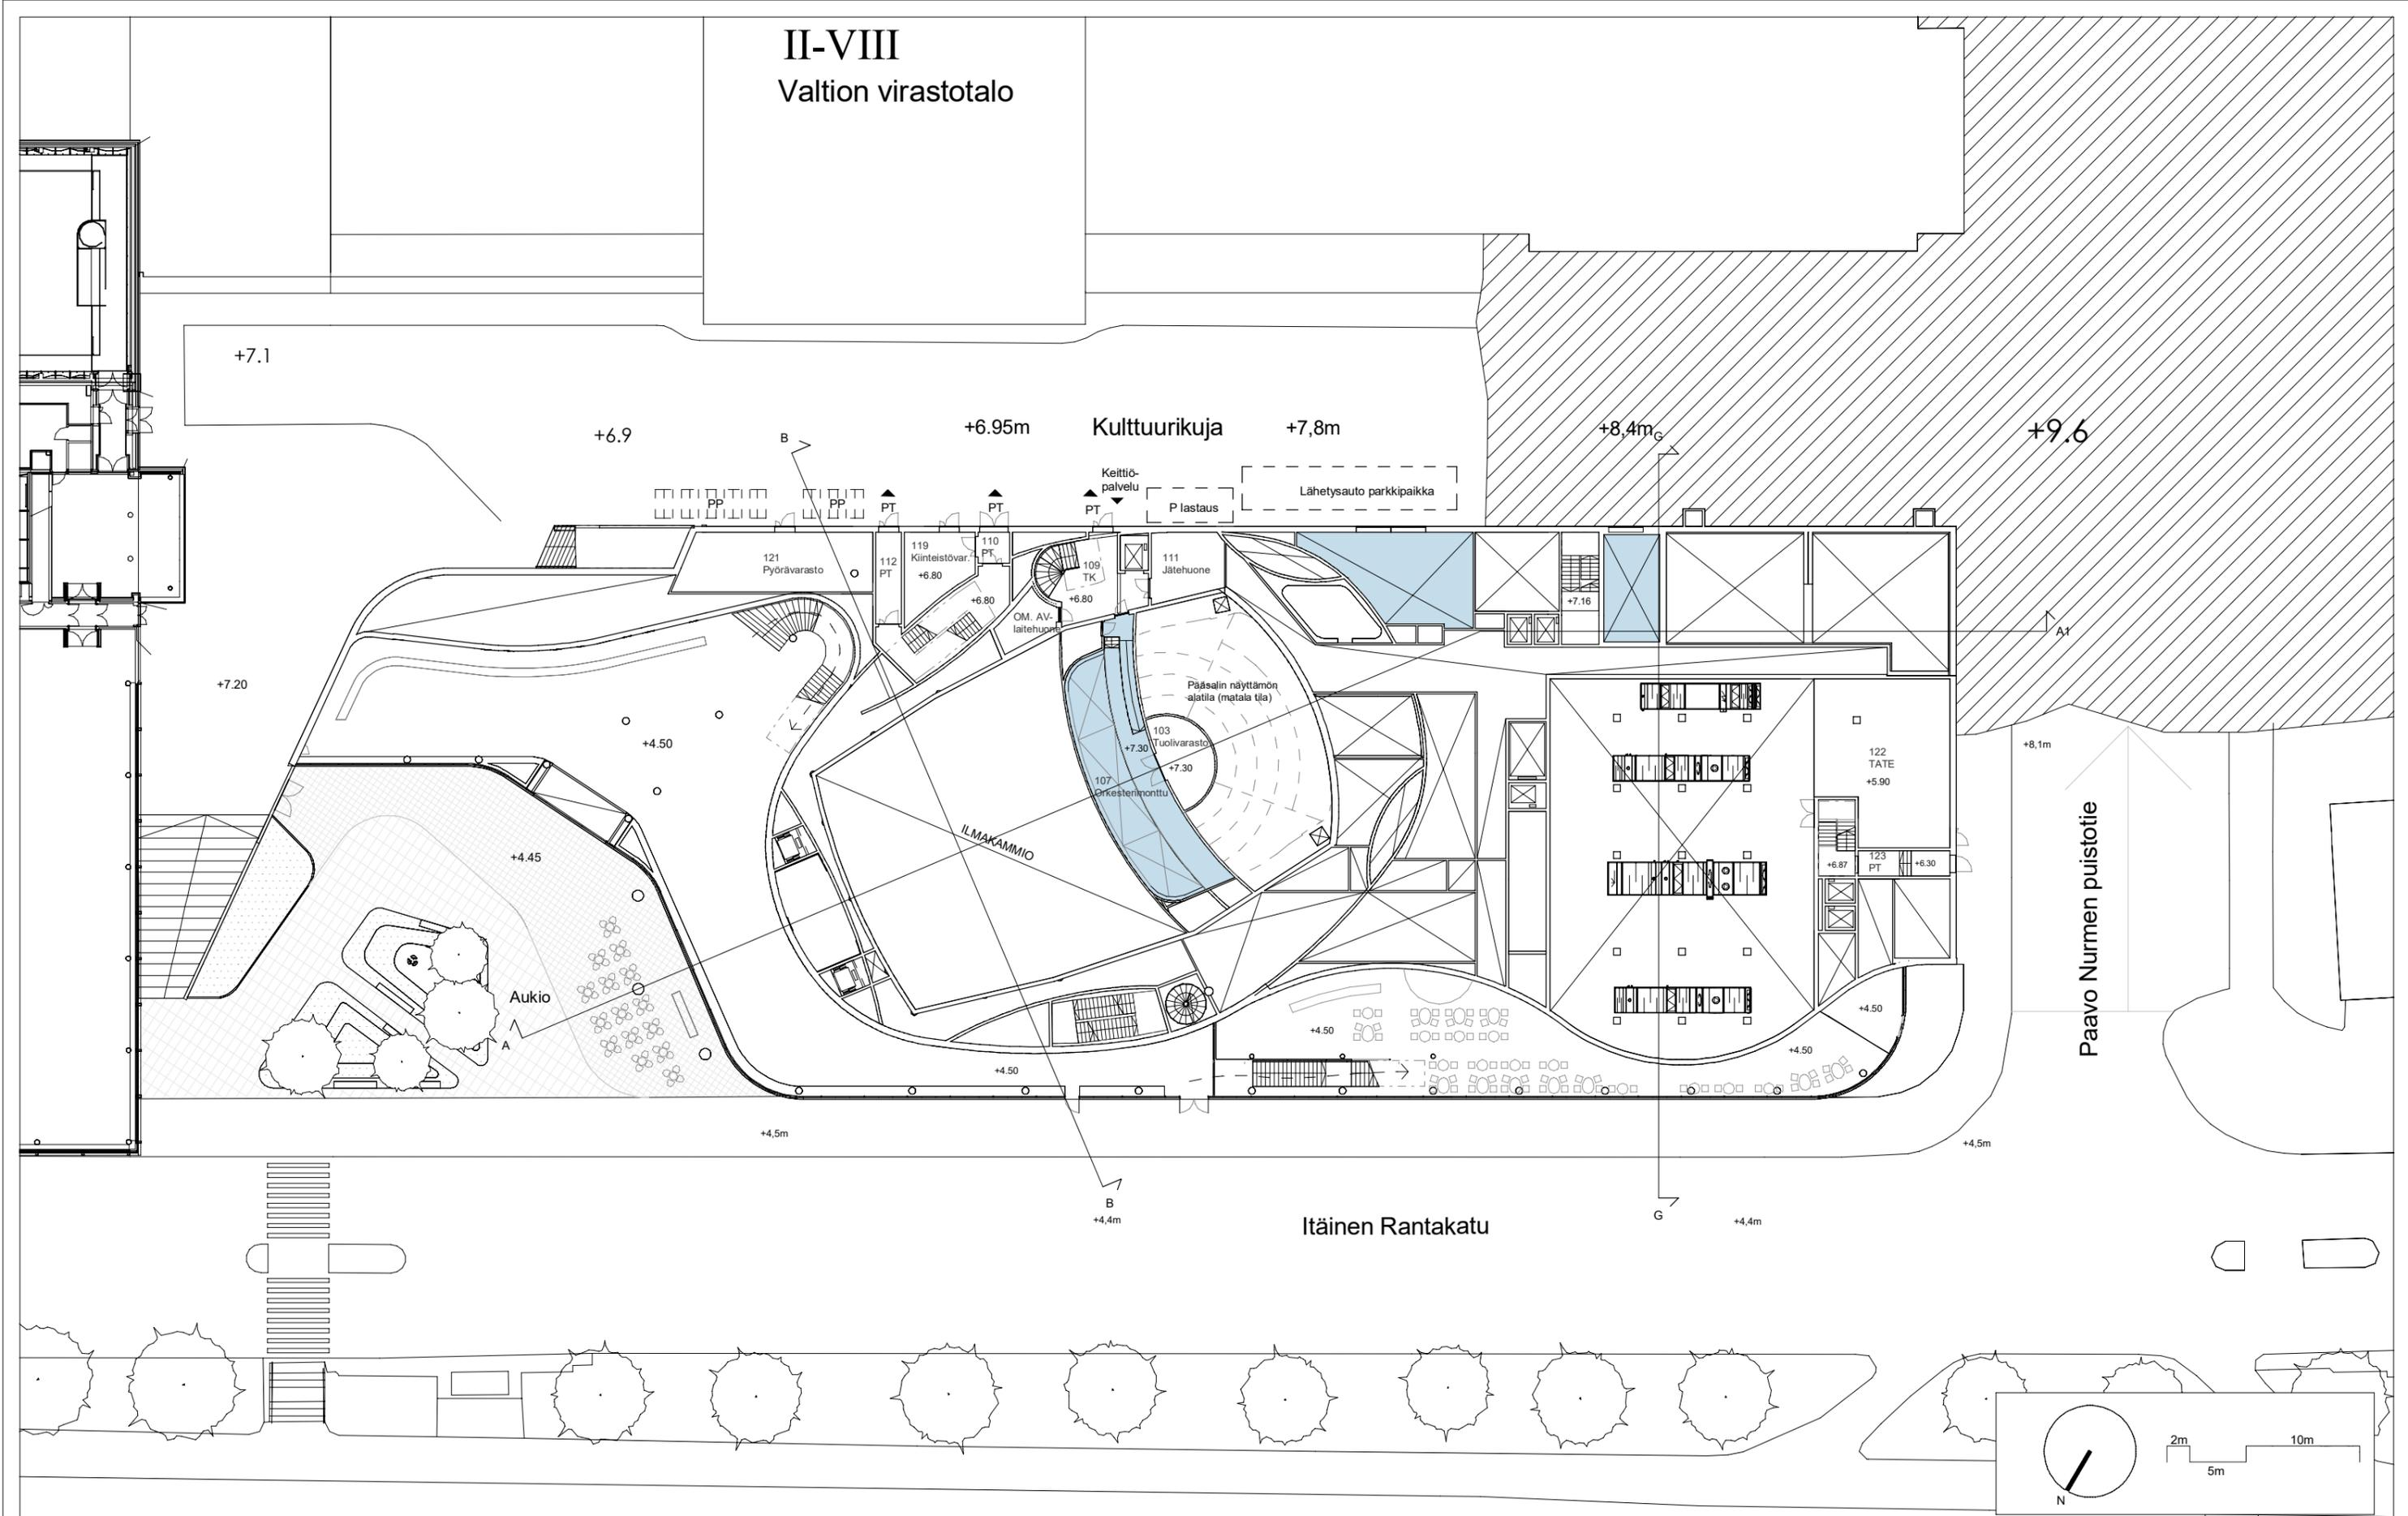 II-VIII
Valtion virastotalo
+7.1
+6.9
B
+6.95m
Kulttuurikuja
+7,8m
+8,4m
G
+9.6
Keittiö-
palvelu
PP
PP
PT
PT
PT
P lastaus
Lähetysauto parkkipaikka
121
Pyörävarasto
112
PT
119
Kiinteistövar.
+6.80
110
PT
109
TK
+6.80
111
Jätehuone
+6.80
OM. AV-
laitehuone
+7.16
A1
+7.20
Pääsalin näyttämön
alatila (matala tila)
+4.50
103
Tuolivarasto
+7.30
+7.30
107
Orkesterimonttu
122
TATE
+5.90
+8,1m
ILMAKAMMIO
+4.45
+6.87
123
PT
+6.30
Paavo Nurmen puistotie
Aukio
A
+4.50
+4.50
+4.50
+4.50
+4,5m
+4,5m
B
+4,4m
Itäinen Rantakatu
G
+4,4m
2m
10m
5m
N